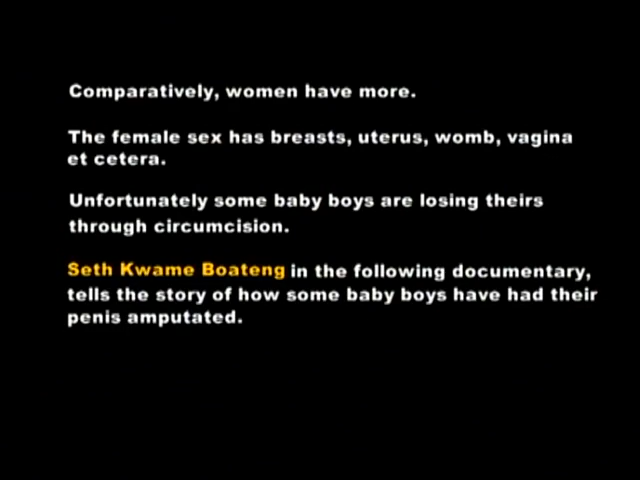 Comparatively, women have more.
The female sex has breasts, uterus, womb, vagina
et cetera.
Unfortunately some baby boys are losing theirs
through circumcision.
Seth Kwame Boateng in the following documentary,
tells the story of how some baby boys have had their
penis amputated.